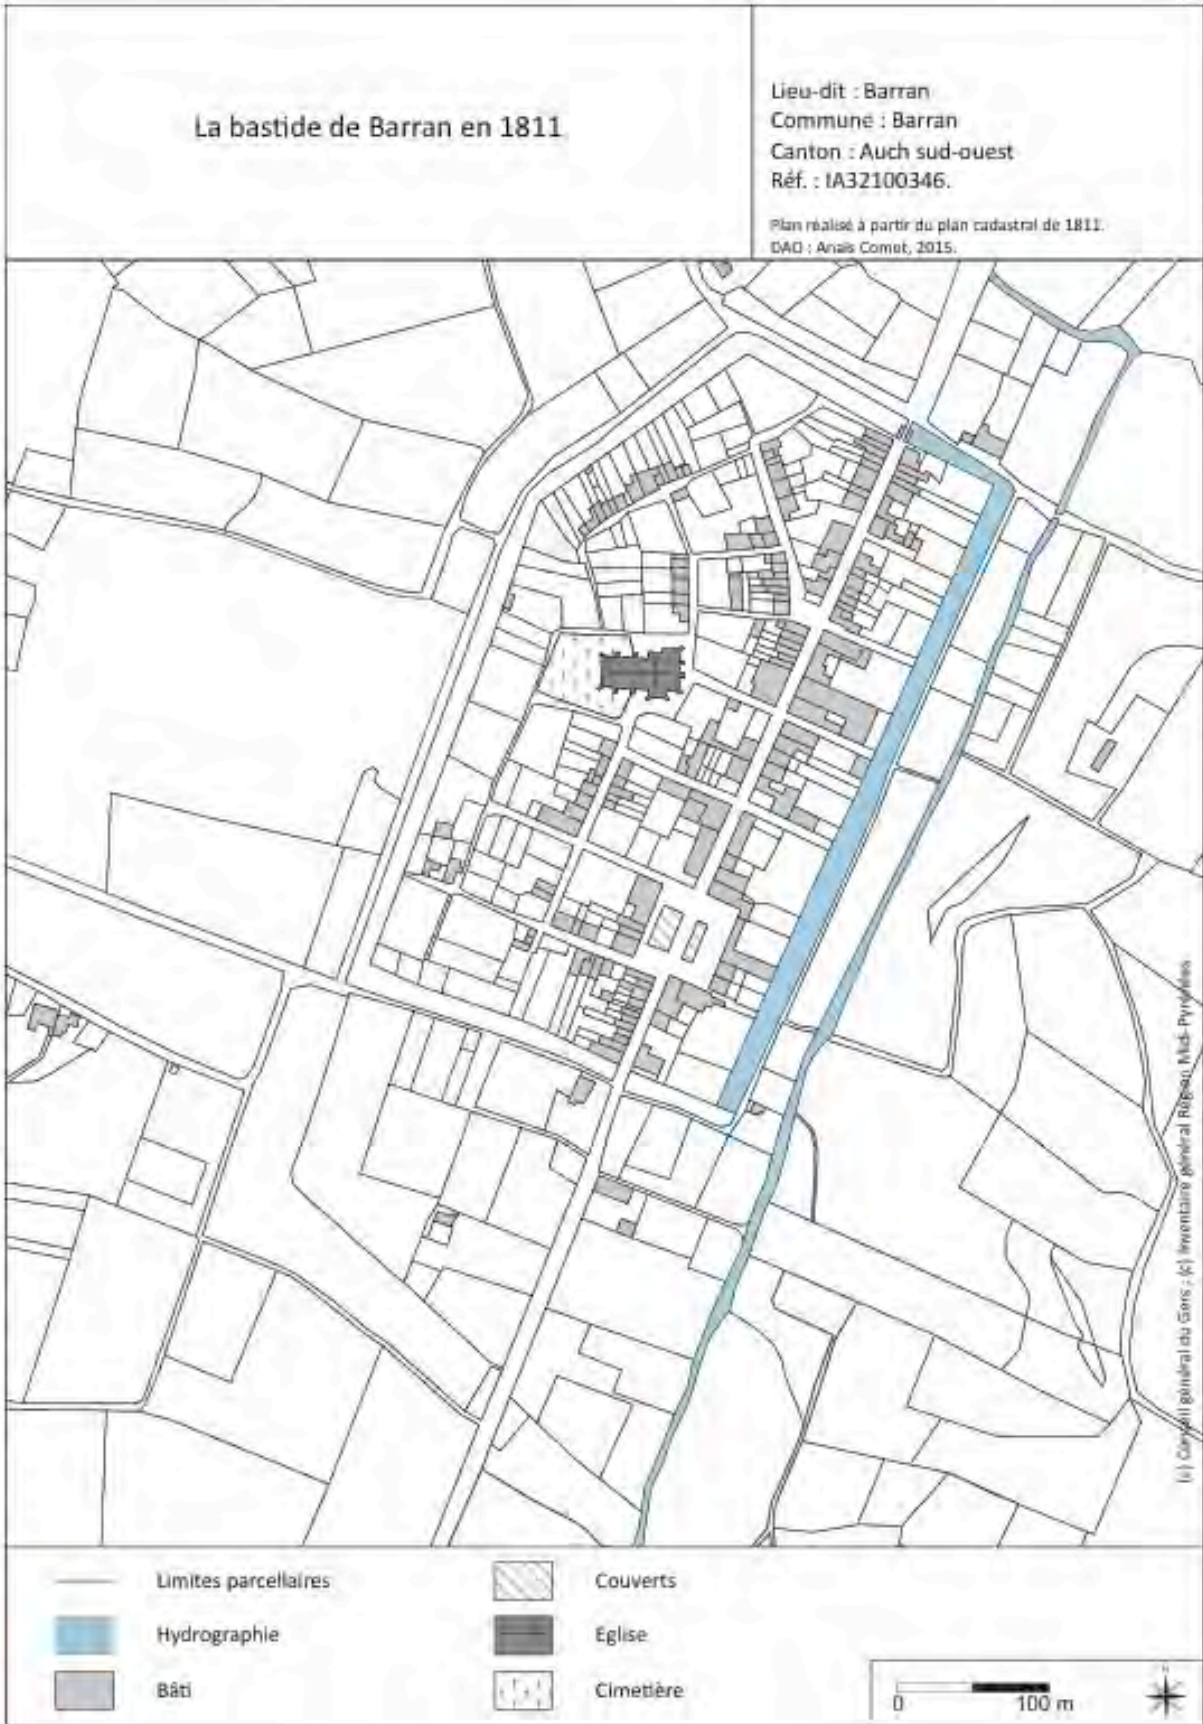 La bastide de Barran en 1811
Lieu-dit : Barran
Commune : Barran
Canton : Auch sud-ouest
Réf. : IA32100346.
Plan réalisé à partir du plan cadastral de 1811.
DAO : Anaïs Comet, 2015.
(c) Conseil général du Gers ; (c) Inventaire général Région Midi-Pyrénées
Limites parcellaires
Hydrographie
Bâti
Couverts
Eglise
Cimetière
0 100 m